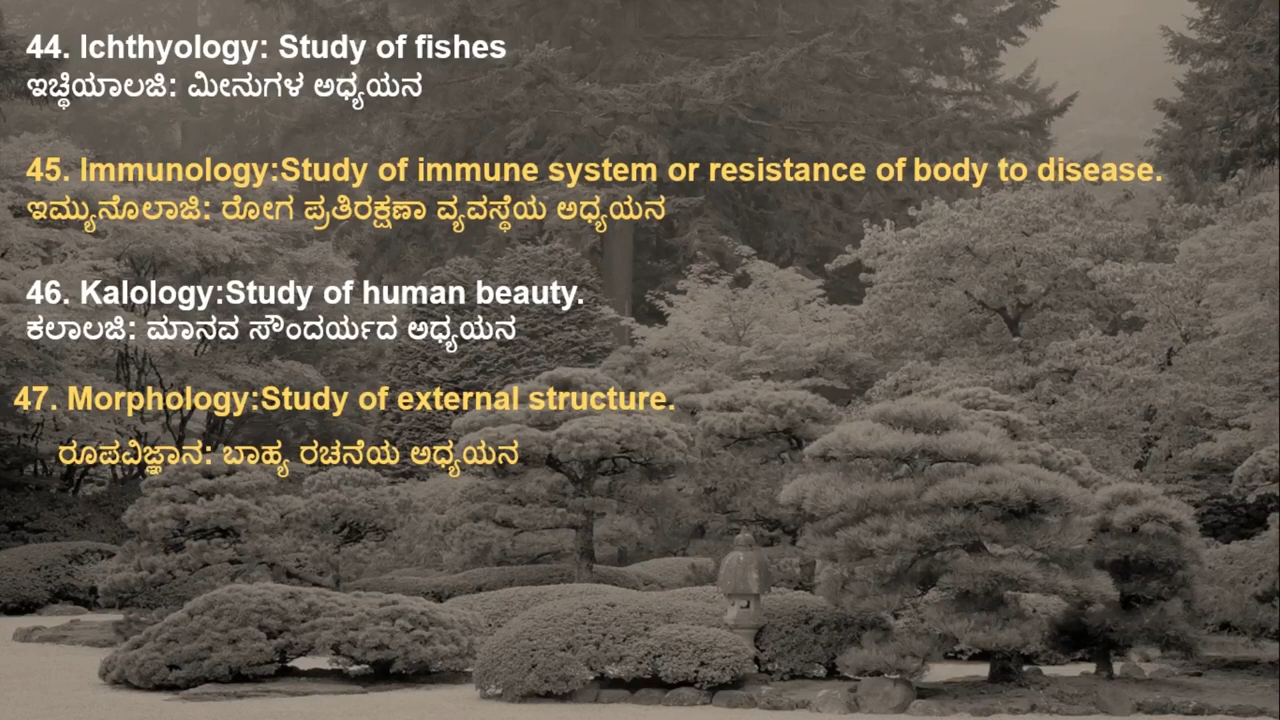 44. Ichthyology: Study of fishes
ಇಚ್ಥಿಯಾಲಜಿ: ಮೀನುಗಳ ಅಧ್ಯಯನ
45. Immunology:Study of immune system or resistance of body to disease.
ಇಮ್ಯುನೊಲಾಜಿ: ರೋಗ ಪ್ರತಿರಕ್ಷಣಾ ವ್ಯವಸ್ಥೆಯ ಅಧ್ಯಯನ
46. Kalology:Study of human beauty.
ಕಲಾಲಜಿ: ಮಾನವ ಸೌಂದರ್ಯದ ಅಧ್ಯಯನ
47. Morphology:Study of external structure.
ರೂಪವಿಜ್ಞಾನ: ಬಾಹ್ಯ ರಚನೆಯ ಅಧ್ಯಯನ